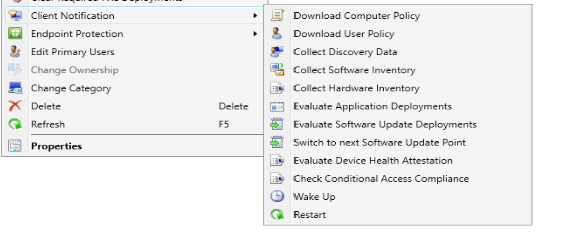 Client Notification
Endpoint Protection
Edit Primary Users
Change Ownership
Change Category
Delete Delete
Refresh F5
Properties
Download Computer Policy
Download User Policy
Collect Discovery Data
Collect Software Inventory
Collect Hardware Inventory
Evaluate Application Deployments
Evaluate Software Update Deployments
Switch to next Software Update Point
Evaluate Device Health Attestation
Check Conditional Access Compliance
Wake Up
Restart